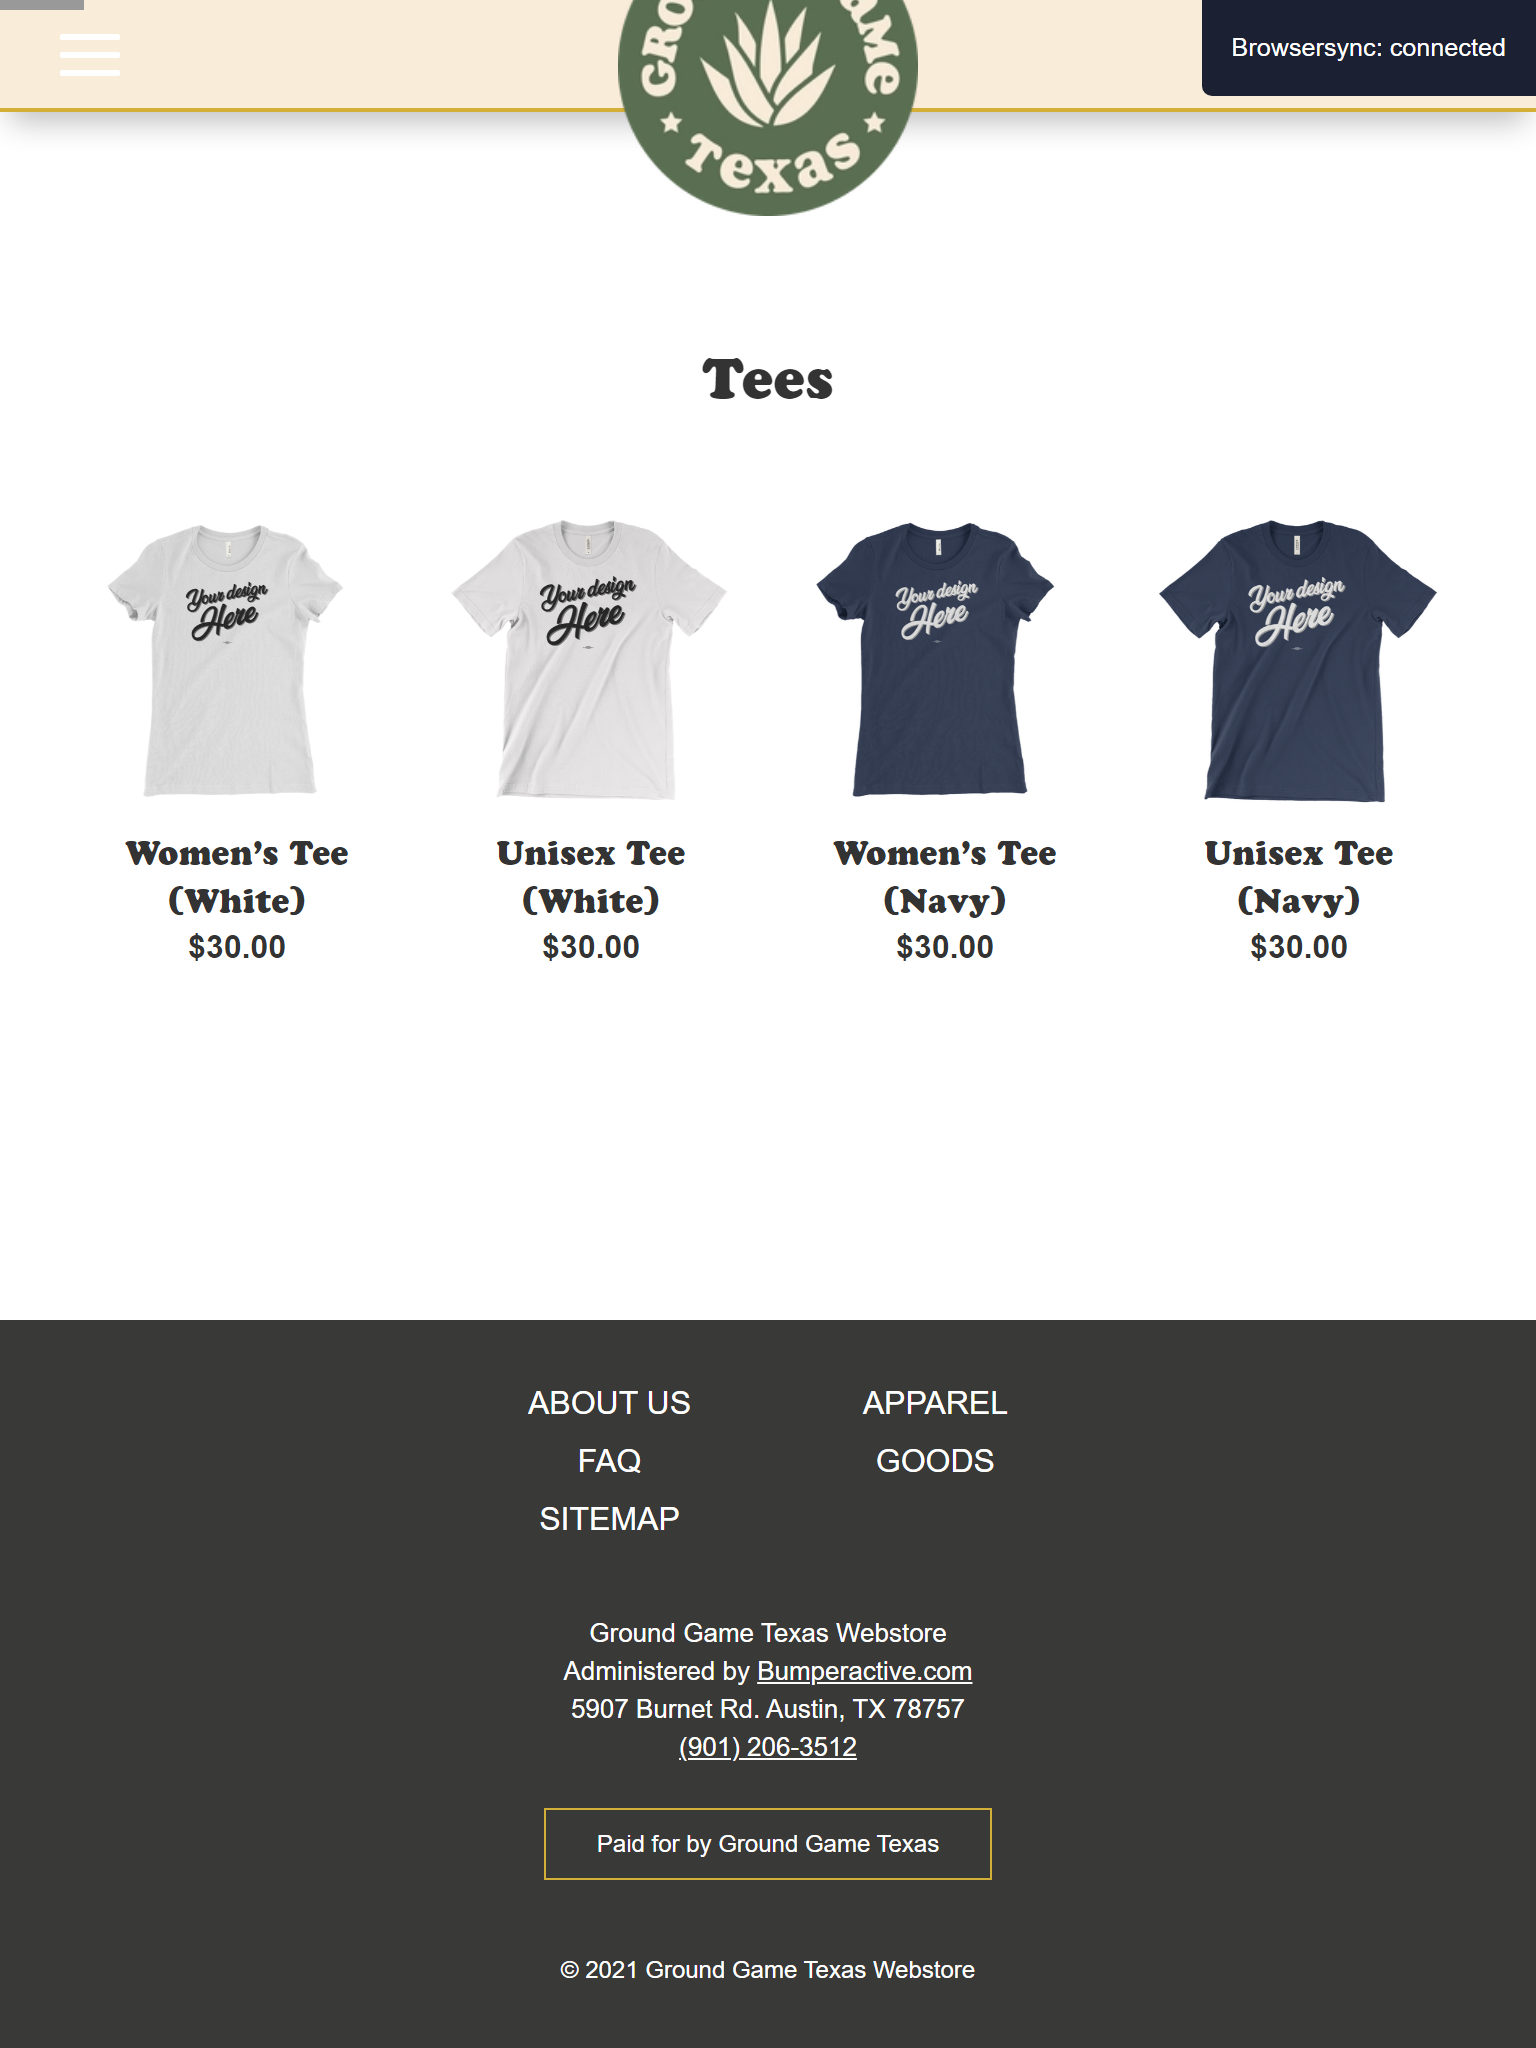 GRO
ame
Texas
Browsersync: connected
Tees
Your design
Here
Your design
Here
Your design
Here
Your design
Here
Women’s Tee
(White)
$30.00
Unisex Tee
(White)
$30.00
Women’s Tee
(Navy)
$30.00
Unisex Tee
(Navy)
$30.00
ABOUT US
FAQ
SITEMAP
APPAREL
GOODS
Ground Game Texas Webstore
Administered by Bumperactive.com
5907 Burnet Rd. Austin, TX 78757
(901) 206-3512
Paid for by Ground Game Texas
© 2021 Ground Game Texas Webstore